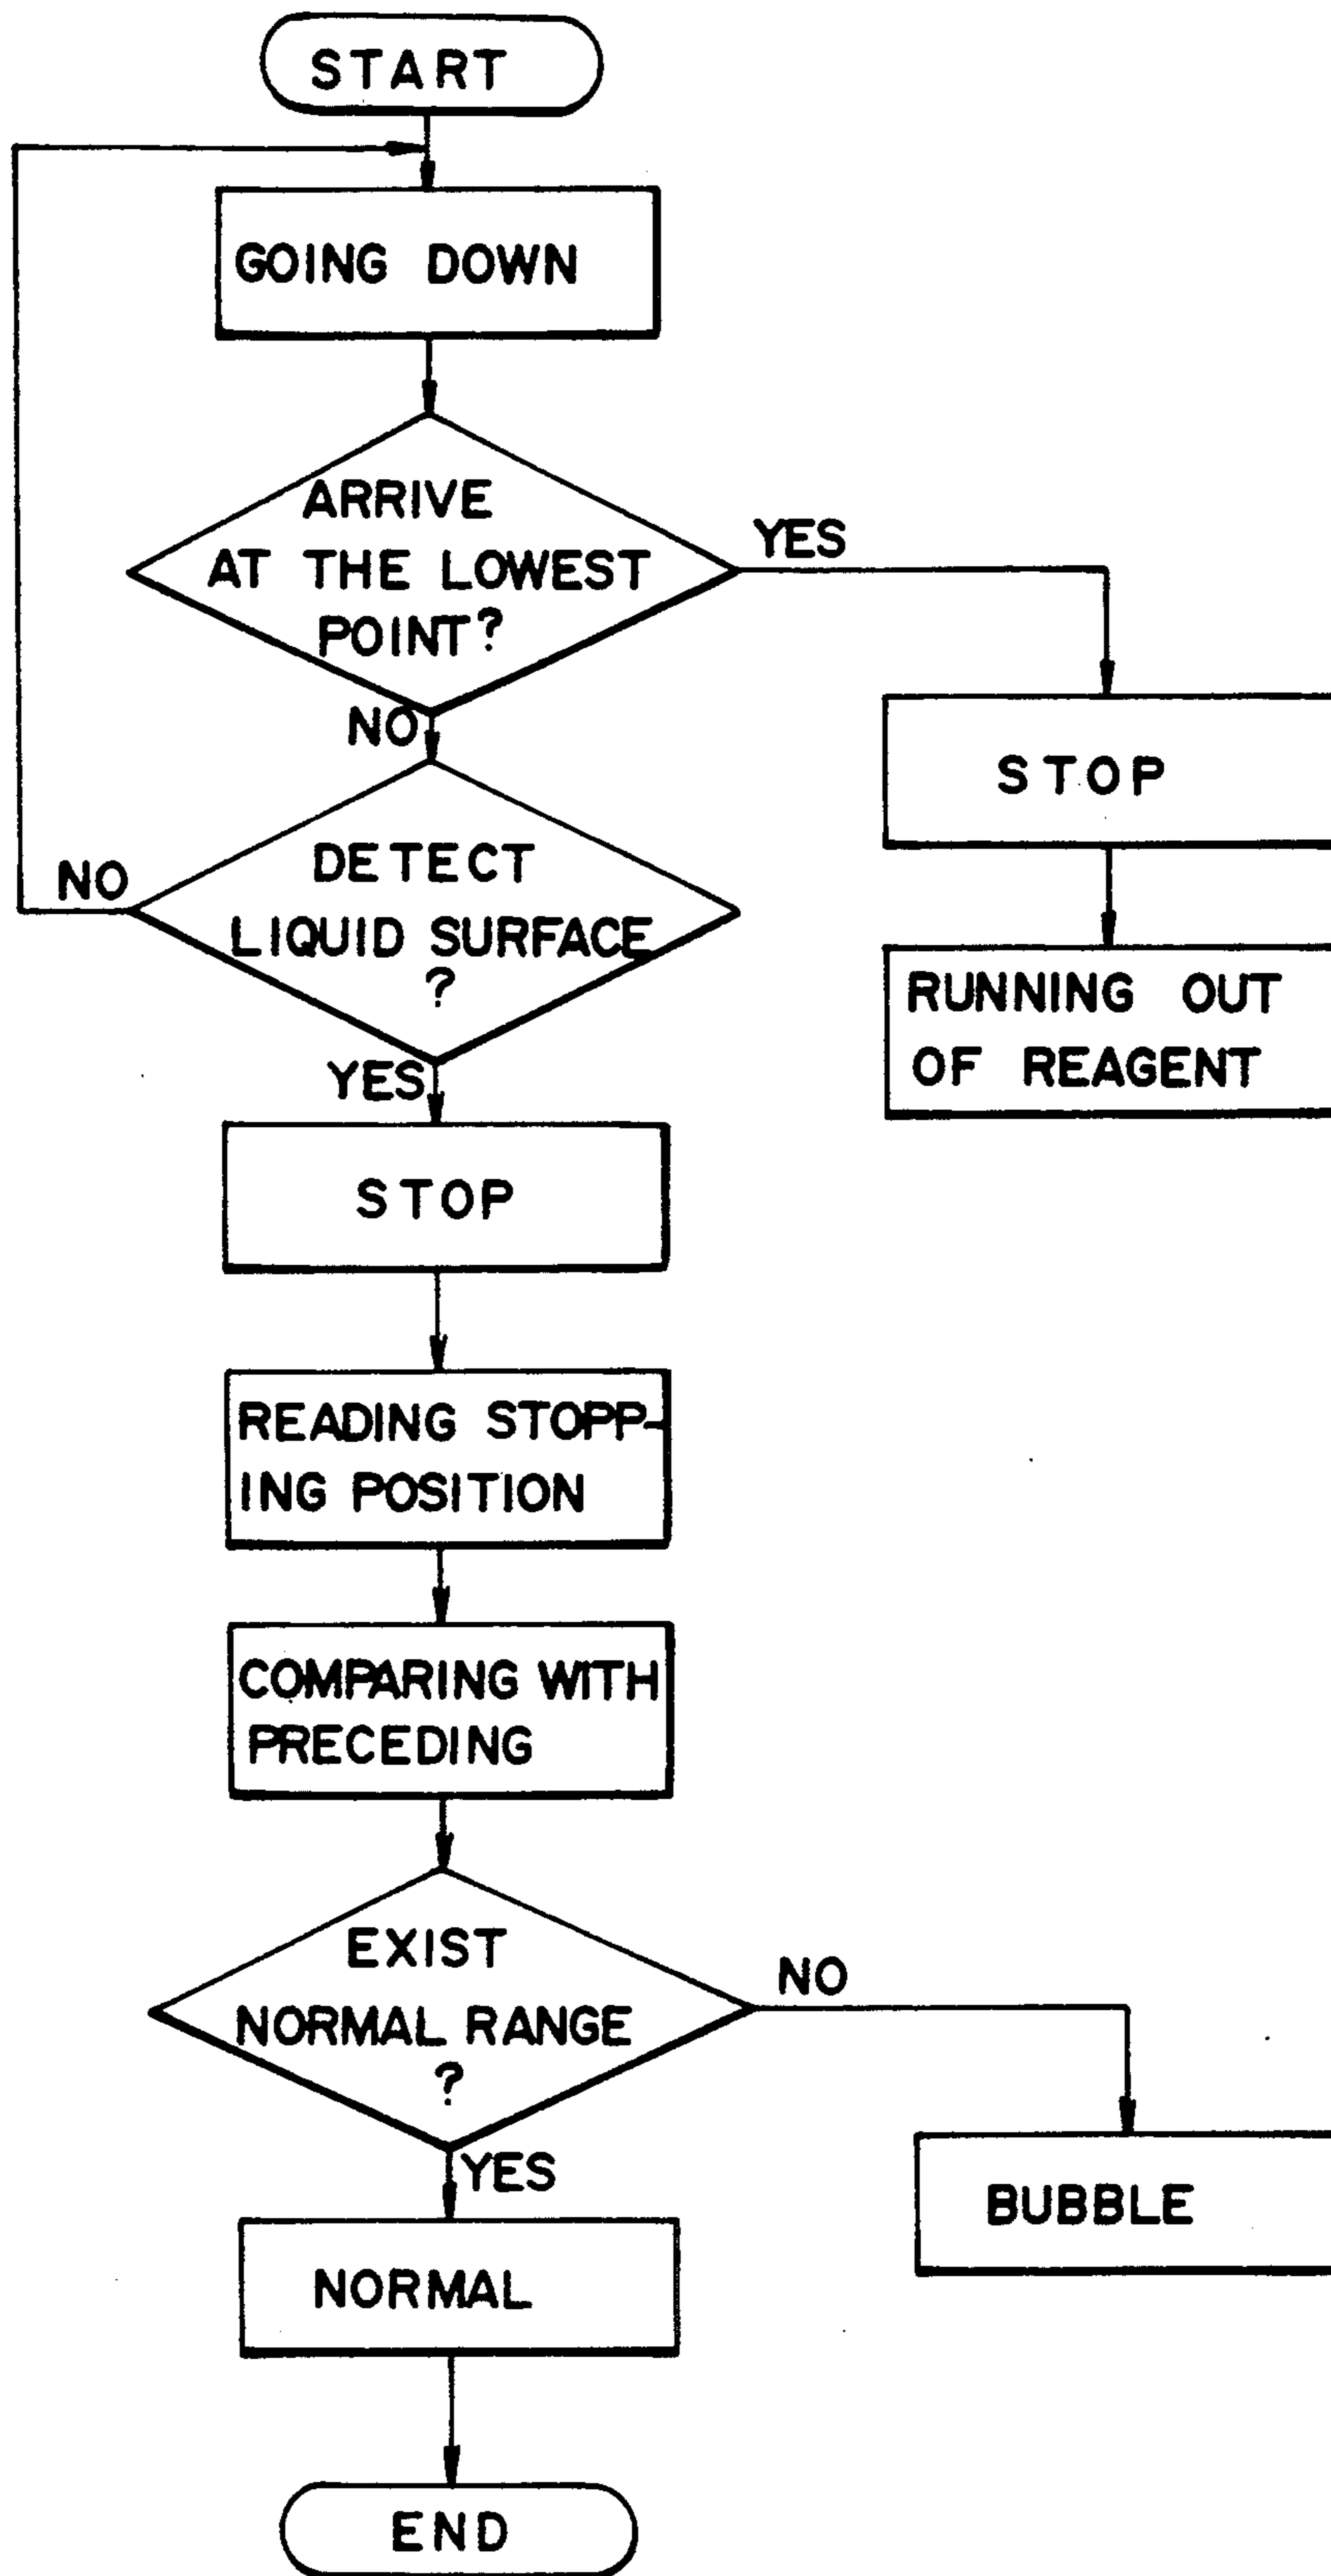 START
GOING DOWN
ARRIVE
AT THE LOWEST
POINT?
YES
NO
STOP
DETECT
LIQUID SURFACE
?
NO
YES
RUNNING OUT
OF REAGENT
STOP
READING STOPP-
ING POSITION
COMPARING WITH
PRECEDING
EXIST
NORMAL RANGE
?
NO
YES
BUBBLE
NORMAL
END